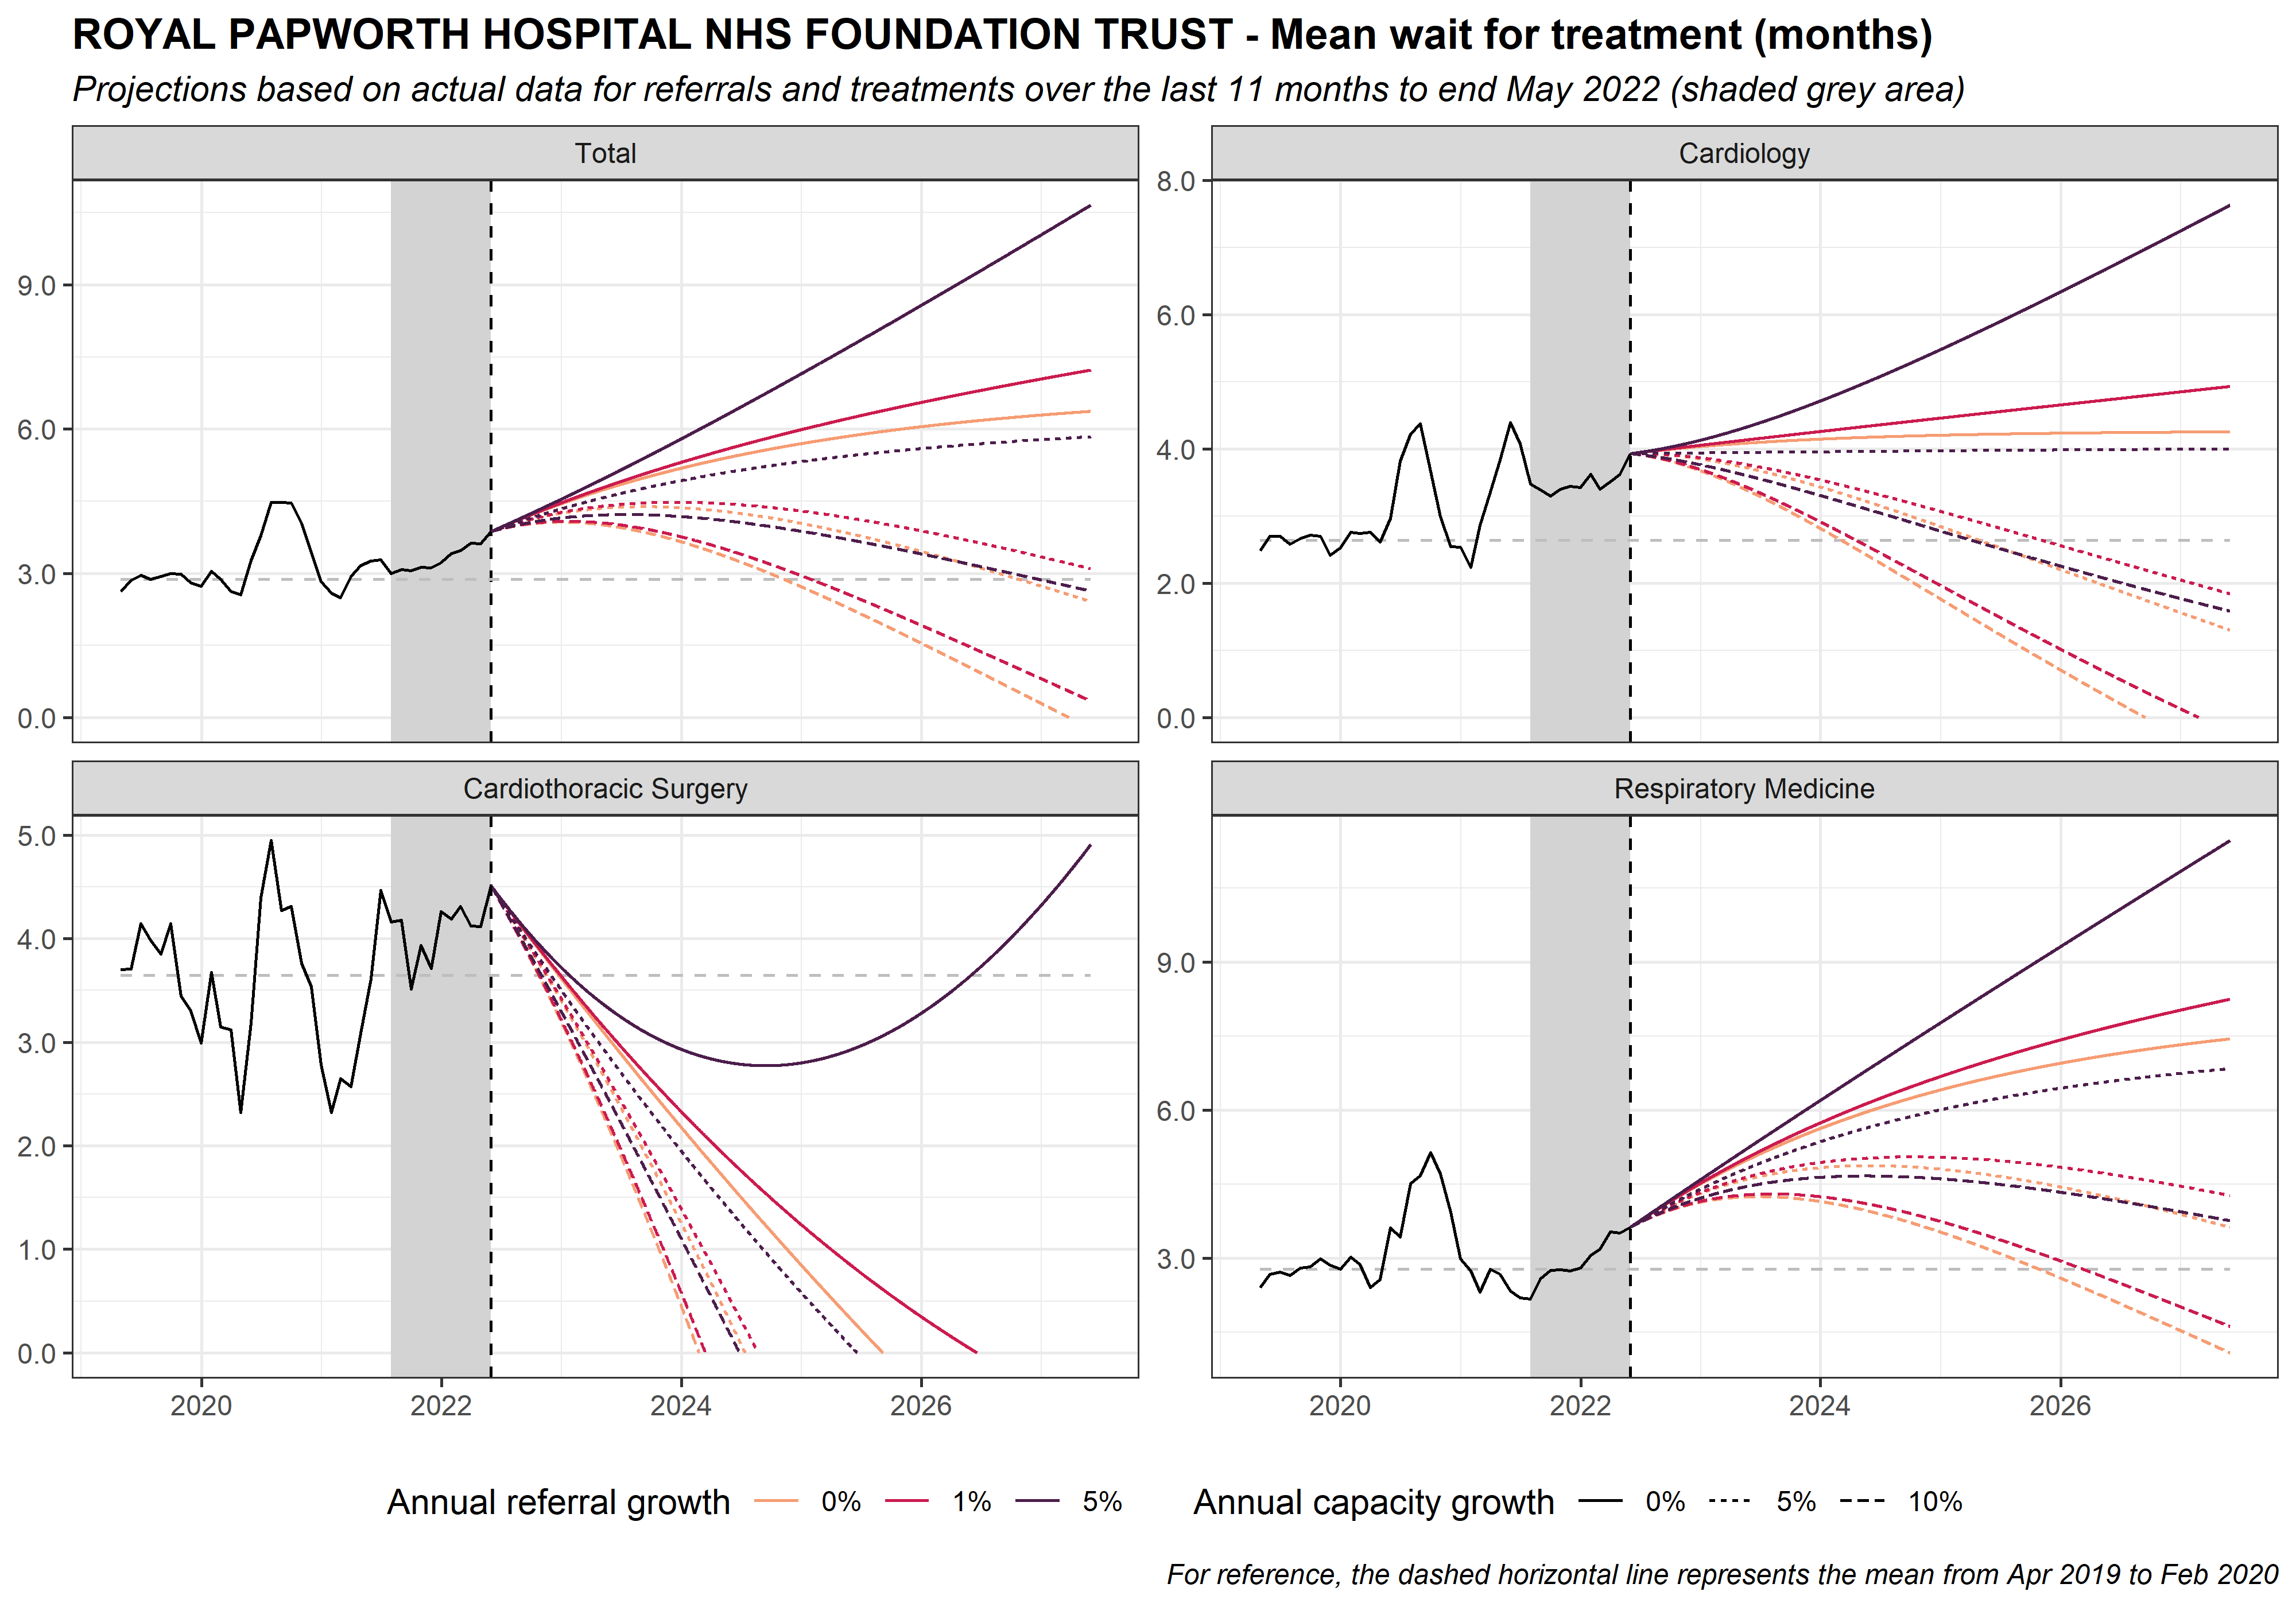 ROYAL PAPWORTH HOSPITAL NHS FOUNDATION TRUST - Mean wait for treatment (months)
Projections based on actual data for referrals and treatments over the last 11 months to end May 2022 (shaded grey area)
Total
9.0
6.0
3.0
0.0
Cardiology
8.0
6.0
4.0
2.0
0.0
Cardiothoracic Surgery
5.0
4.0
3.0
2.0
1.0
0.0
2020 2022 2024 2026
Respiratory Medicine
9.0
6.0
3.0
2020 2022 2024 2026
Annual referral growth 0% 1% 5%
Annual capacity growth 0% 5% 10%
For reference, the dashed horizontal line represents the mean from Apr 2019 to Feb 2020